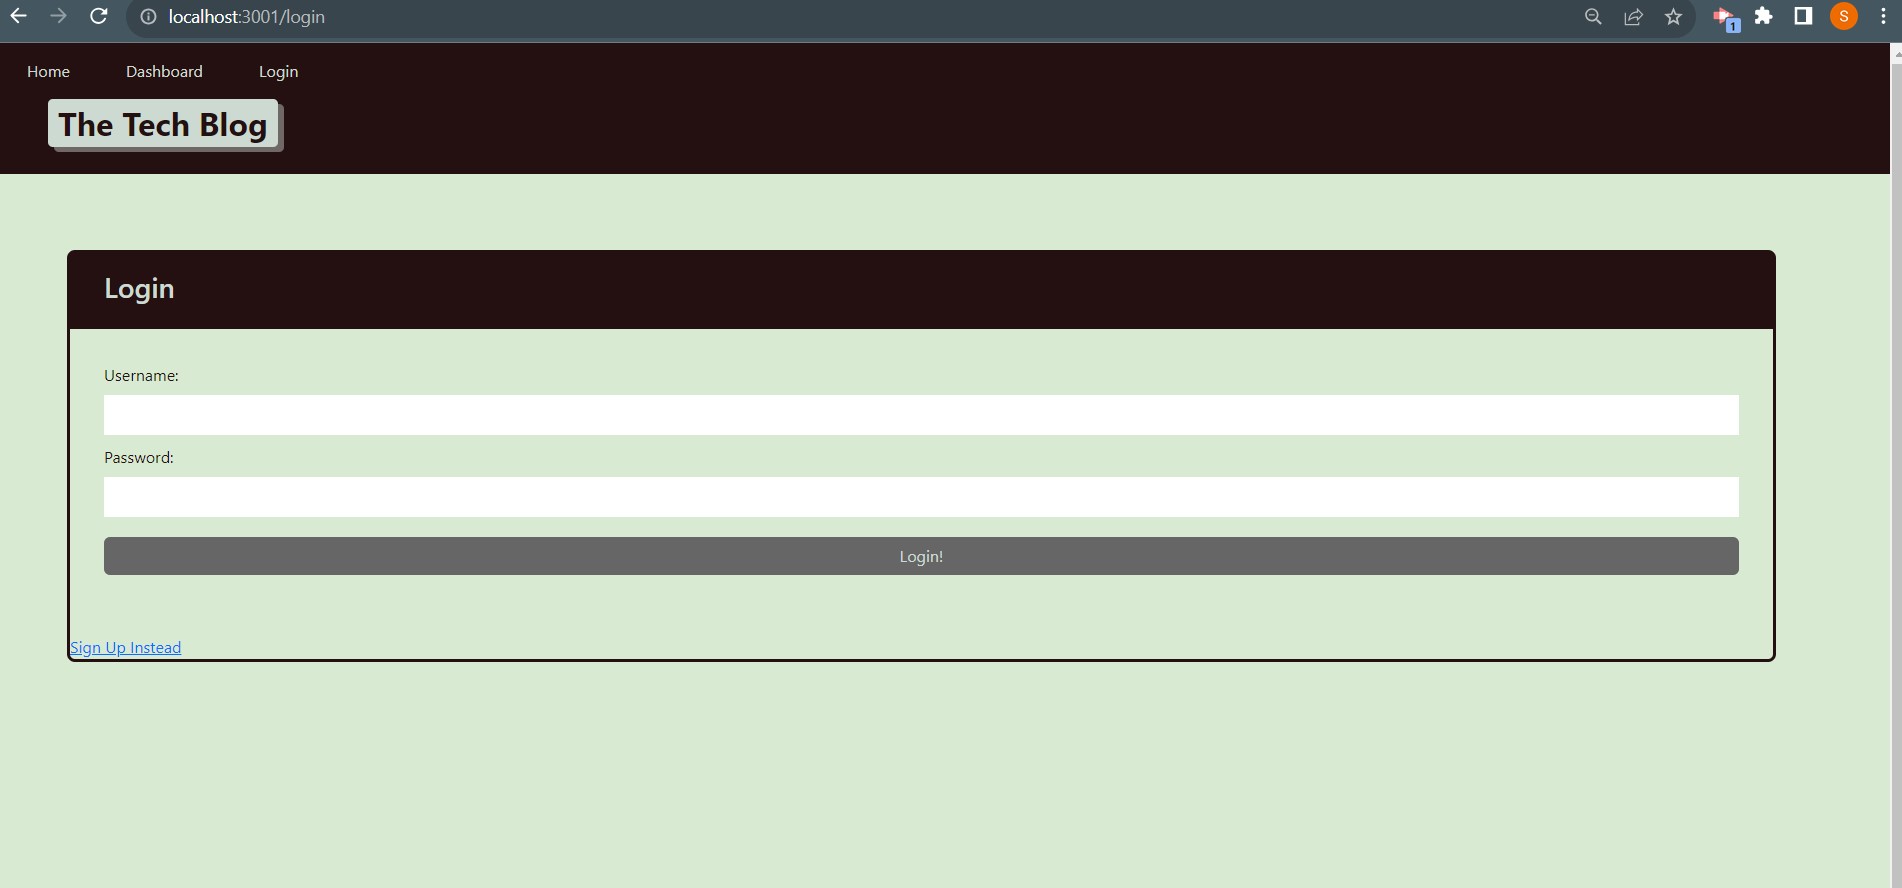 localhost:3001/login
1
S
Home Dashboard Login
The Tech Blog
Login
Username:
Password:
Login!
Sign Up Instead